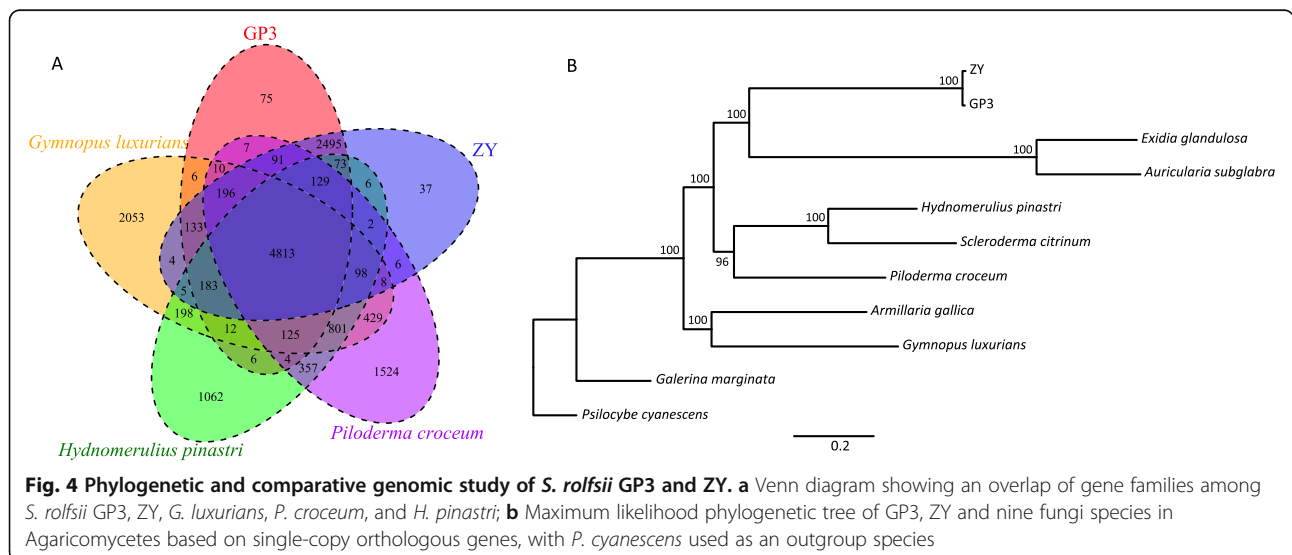 A
GP3
75
Gymnopus luxurians
ZY
7
91
2495
73
6
10
6
196
129
37
2053
133
2
4
4813
98
6
8
5
183
198
12
125
801
429
6
4
357
1062
1524
Hydnomerulius pinastri
Piloderma croceum
B
ZY
100
GP3
100
Exidia glandulosa
100
Auricularia subglabra
100
Hydnomerulius pinastri
100
Scleroderma citrinum
96
Piloderma croceum
100
Armillaria gallica
100
Gymnopus luxurians
Galerina marginata
Psilocybe cyanescens
0.2
Fig. 4 Phylogenetic and comparative genomic study of S. rolfsii GP3 and ZY. a Venn diagram showing an overlap of gene families among
S. rolfsii GP3, ZY, G. luxurians, P. croceum, and H. pinastri; b Maximum likelihood phylogenetic tree of GP3, ZY and nine fungi species in
Agaricomycetes based on single-copy orthologous genes, with P. cyanescens used as an outgroup species